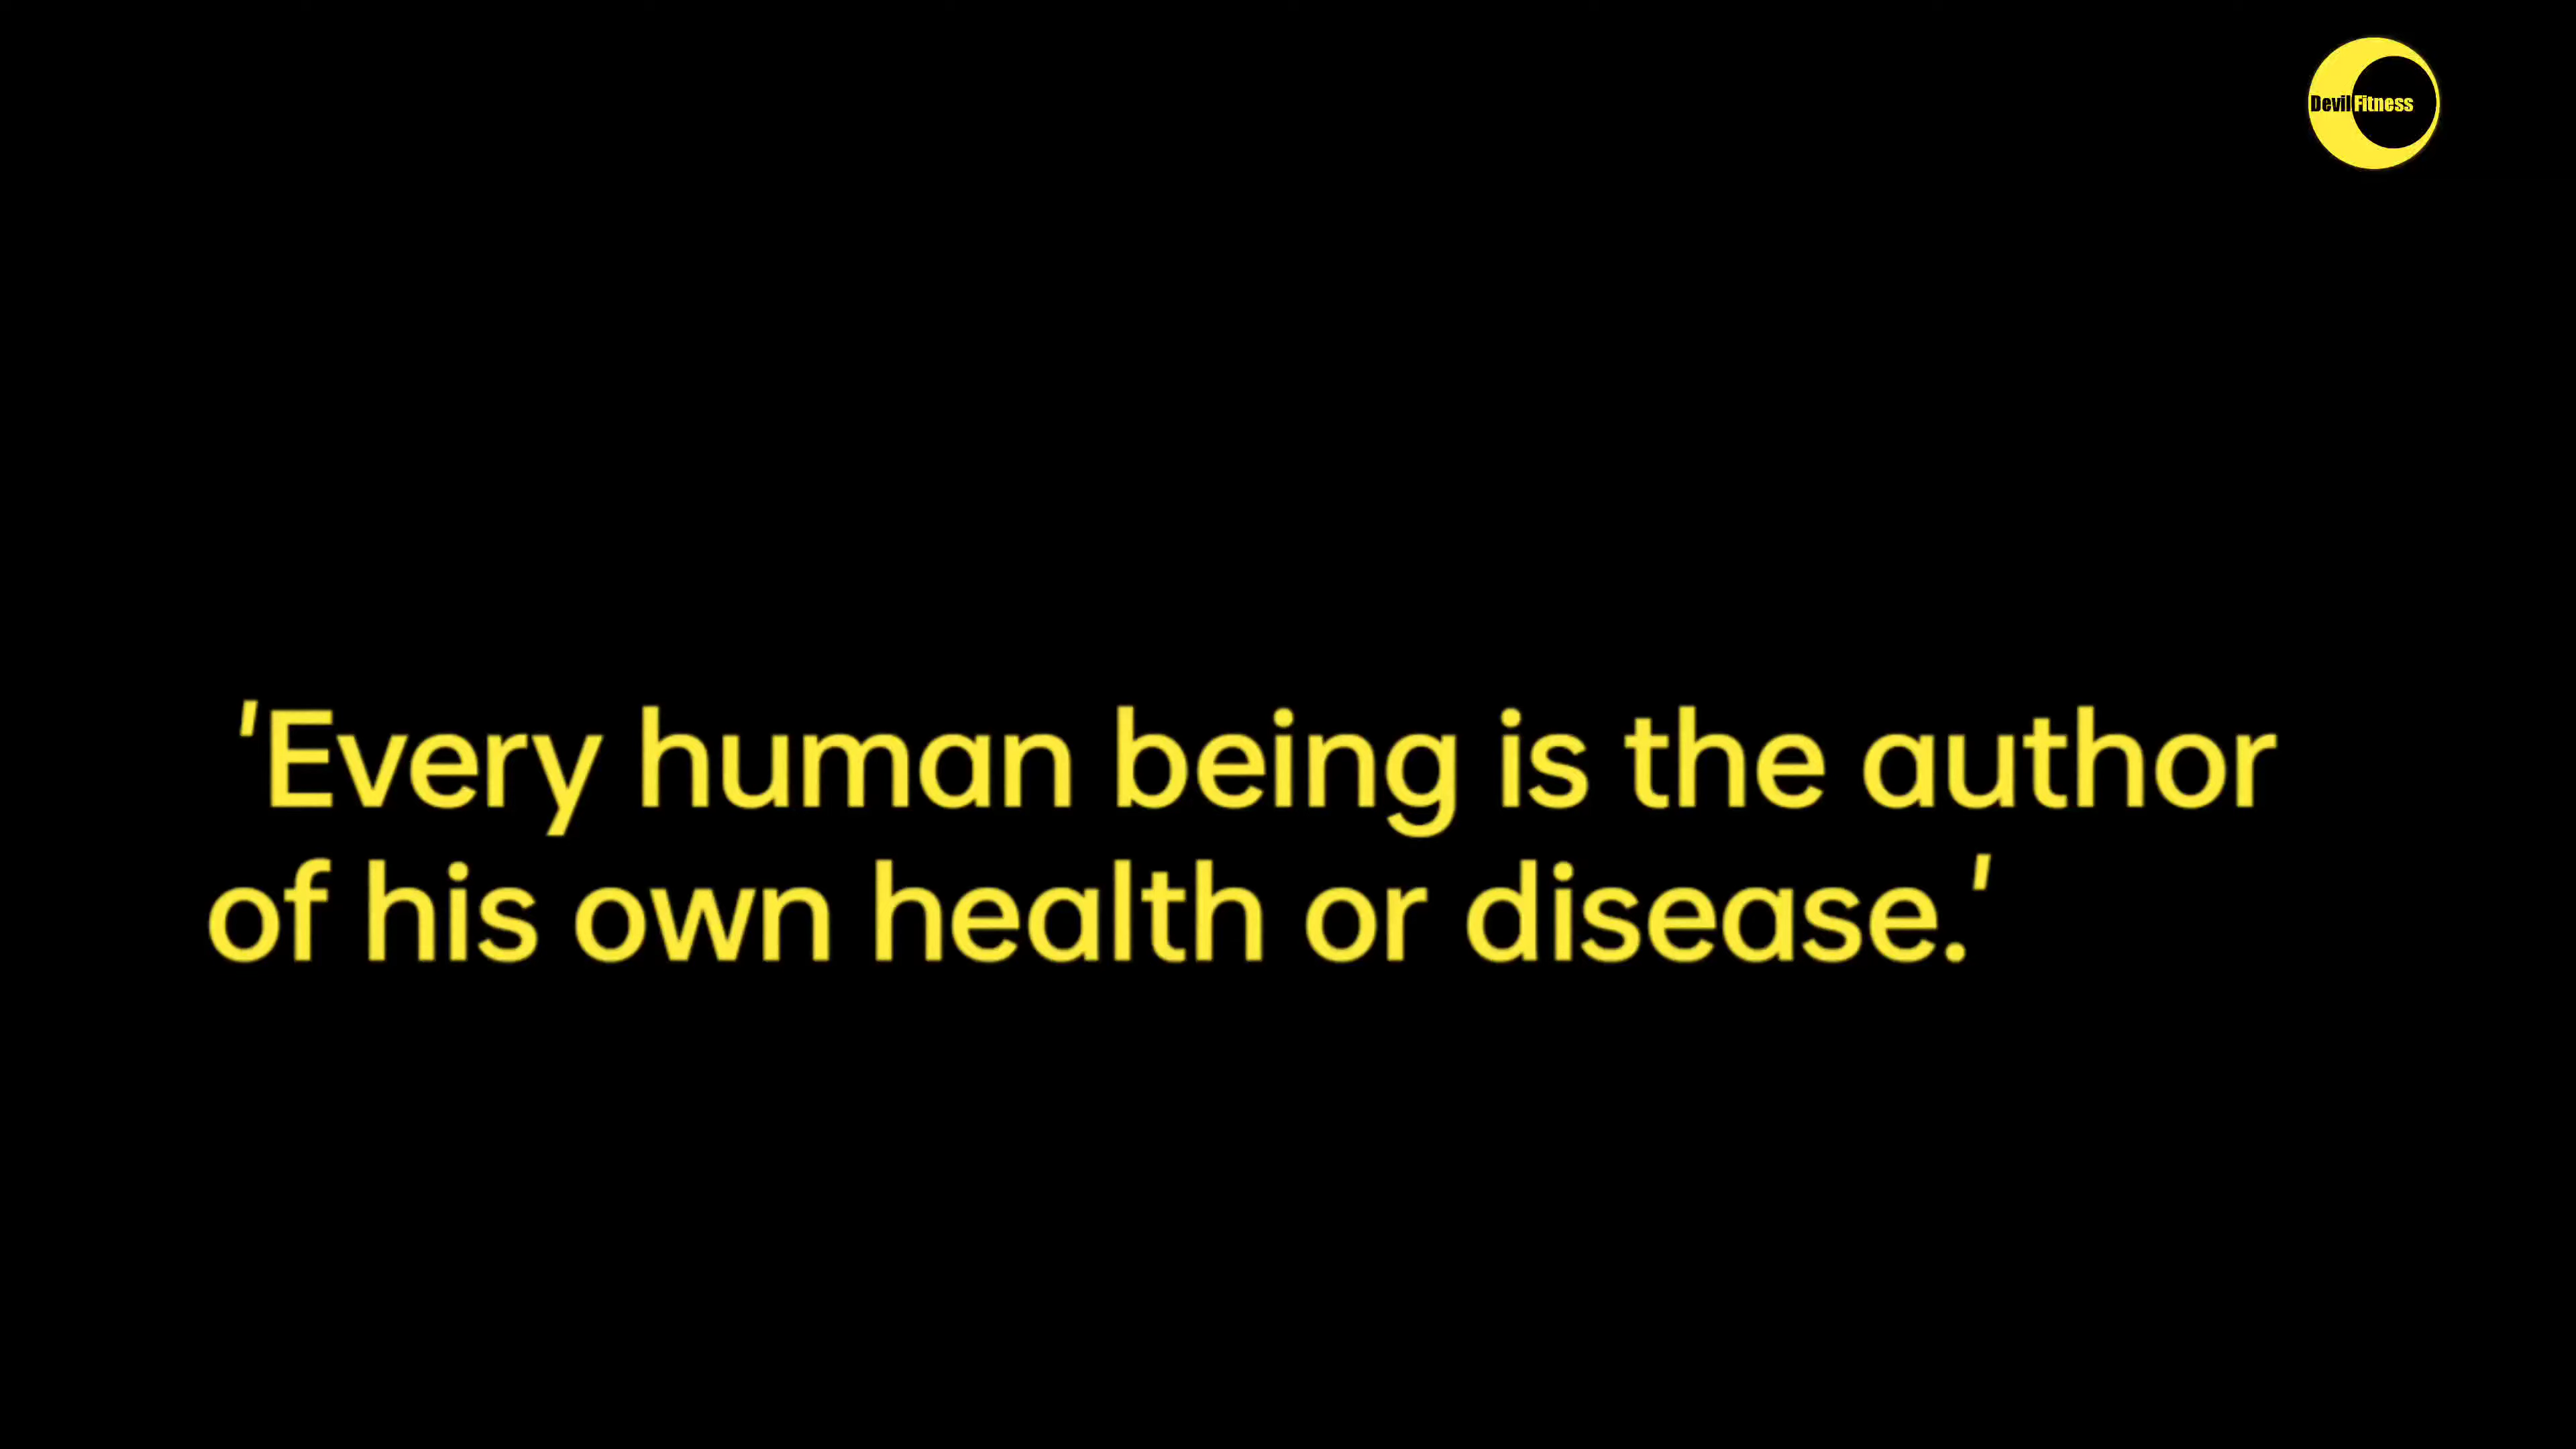 Devil Fitness
'Every human being is the author
of his own health or disease.'